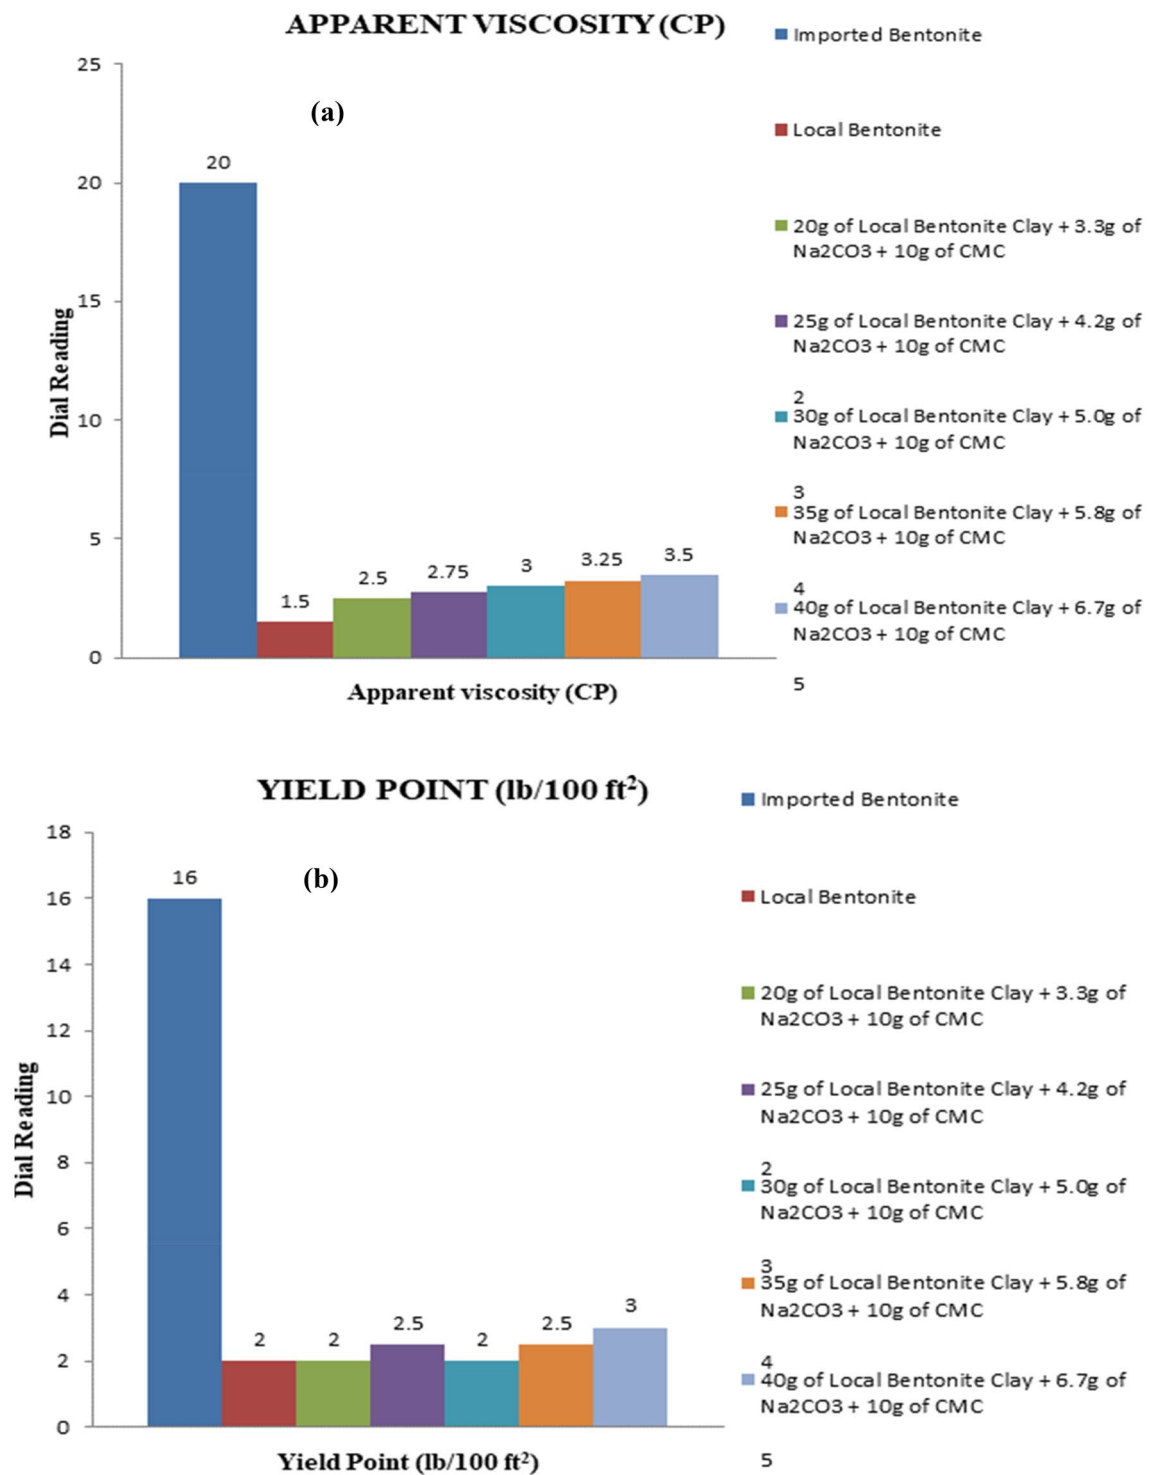 APPARENT VISCOSITY (CP)
(a)
Dial Reading
25
20
15
10
5
0
20
1.5
2.5
2.75
3
3.25
3.5
Apparent viscosity (CP)
Imported Bentonite
Local Bentonite
20g of Local Bentonite Clay + 3.3g of
Na2CO3 + 10g of CMC
25g of Local Bentonite Clay + 4.2g of
Na2CO3 + 10g of CMC
2
30g of Local Bentonite Clay + 5.0g of
Na2CO3 + 10g of CMC
3
35g of Local Bentonite Clay + 5.8g of
Na2CO3 + 10g of CMC
4
40g of Local Bentonite Clay + 6.7g of
Na2CO3 + 10g of CMC
5
YIELD POINT (lb/100 ft²)
(b)
Dial Reading
18
16
14
12
10
8
6
4
2
0
16
2
2
2.5
2
2.5
3
Yield Point (lb/100 ft²)
Imported Bentonite
Local Bentonite
20g of Local Bentonite Clay + 3.3g of
Na2CO3 + 10g of CMC
25g of Local Bentonite Clay + 4.2g of
Na2CO3 + 10g of CMC
2
30g of Local Bentonite Clay + 5.0g of
Na2CO3 + 10g of CMC
3
35g of Local Bentonite Clay + 5.8g of
Na2CO3 + 10g of CMC
4
40g of Local Bentonite Clay + 6.7g of
Na2CO3 + 10g of CMC
5